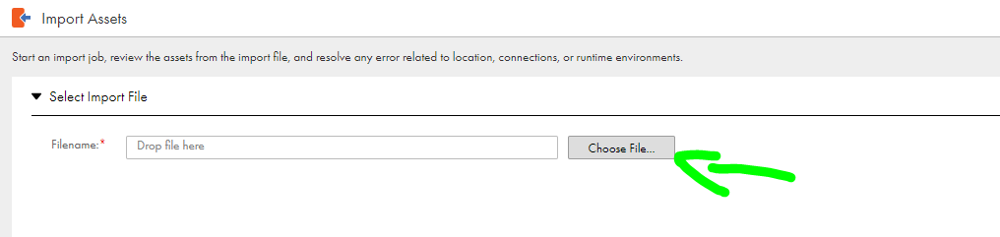 Import Assets
Start an import job, review the assets from the import file, and resolve any error related to location, connections, or runtime environments.
Select Import File
Filename:* Drop file here Choose File...